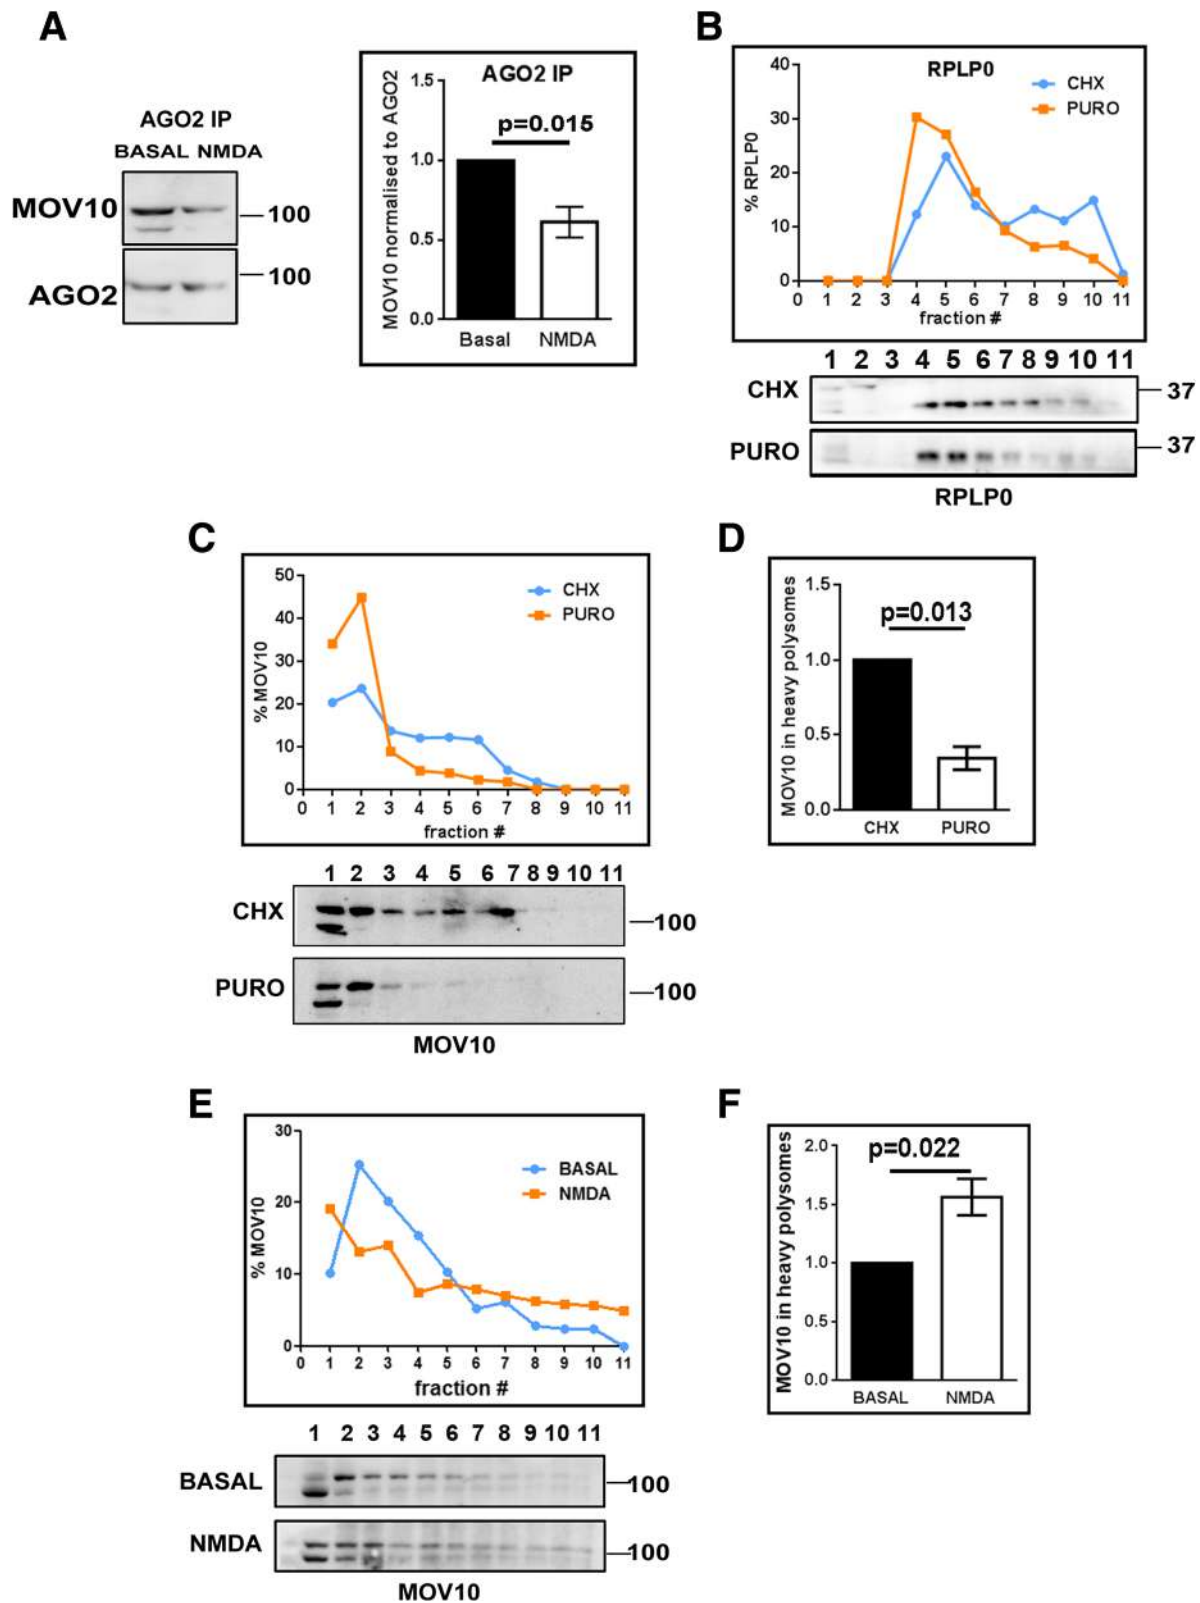 A
AGO2 IP
BASAL NMDA
MOV10
100
AGO2
100
AGO2 IP
MOV10 normalised to AGO2
1.5
1.0
0.5
0.0
p=0.015
Basal NMDA
B
RPLP0
% RPLP0
40
30
20
10
0
CHX
PURO
0 1 2 3 4 5 6 7 8 9 10 11
fraction #
1 2 3 4 5 6 7 8 9 10 11
CHX
37
PURO
37
RPLP0
C
% MOV10
50
40
30
20
10
0
CHX
PURO
0 1 2 3 4 5 6 7 8 9 10 11
fraction #
1 2 3 4 5 6 7 8 9 10 11
CHX
100
PURO
100
MOV10
D
MOV10 in heavy polysomes
1.5
1.0
0.5
0.0
p=0.013
CHX PURO
E
% MOV10
30
20
10
0
BASAL
NMDA
0 1 2 3 4 5 6 7 8 9 10 11
fraction #
1 2 3 4 5 6 7 8 9 10 11
BASAL
100
NMDA
100
MOV10
F
MOV10 in heavy polysomes
2.0
1.5
1.0
0.5
0.0
p=0.022
BASAL NMDA